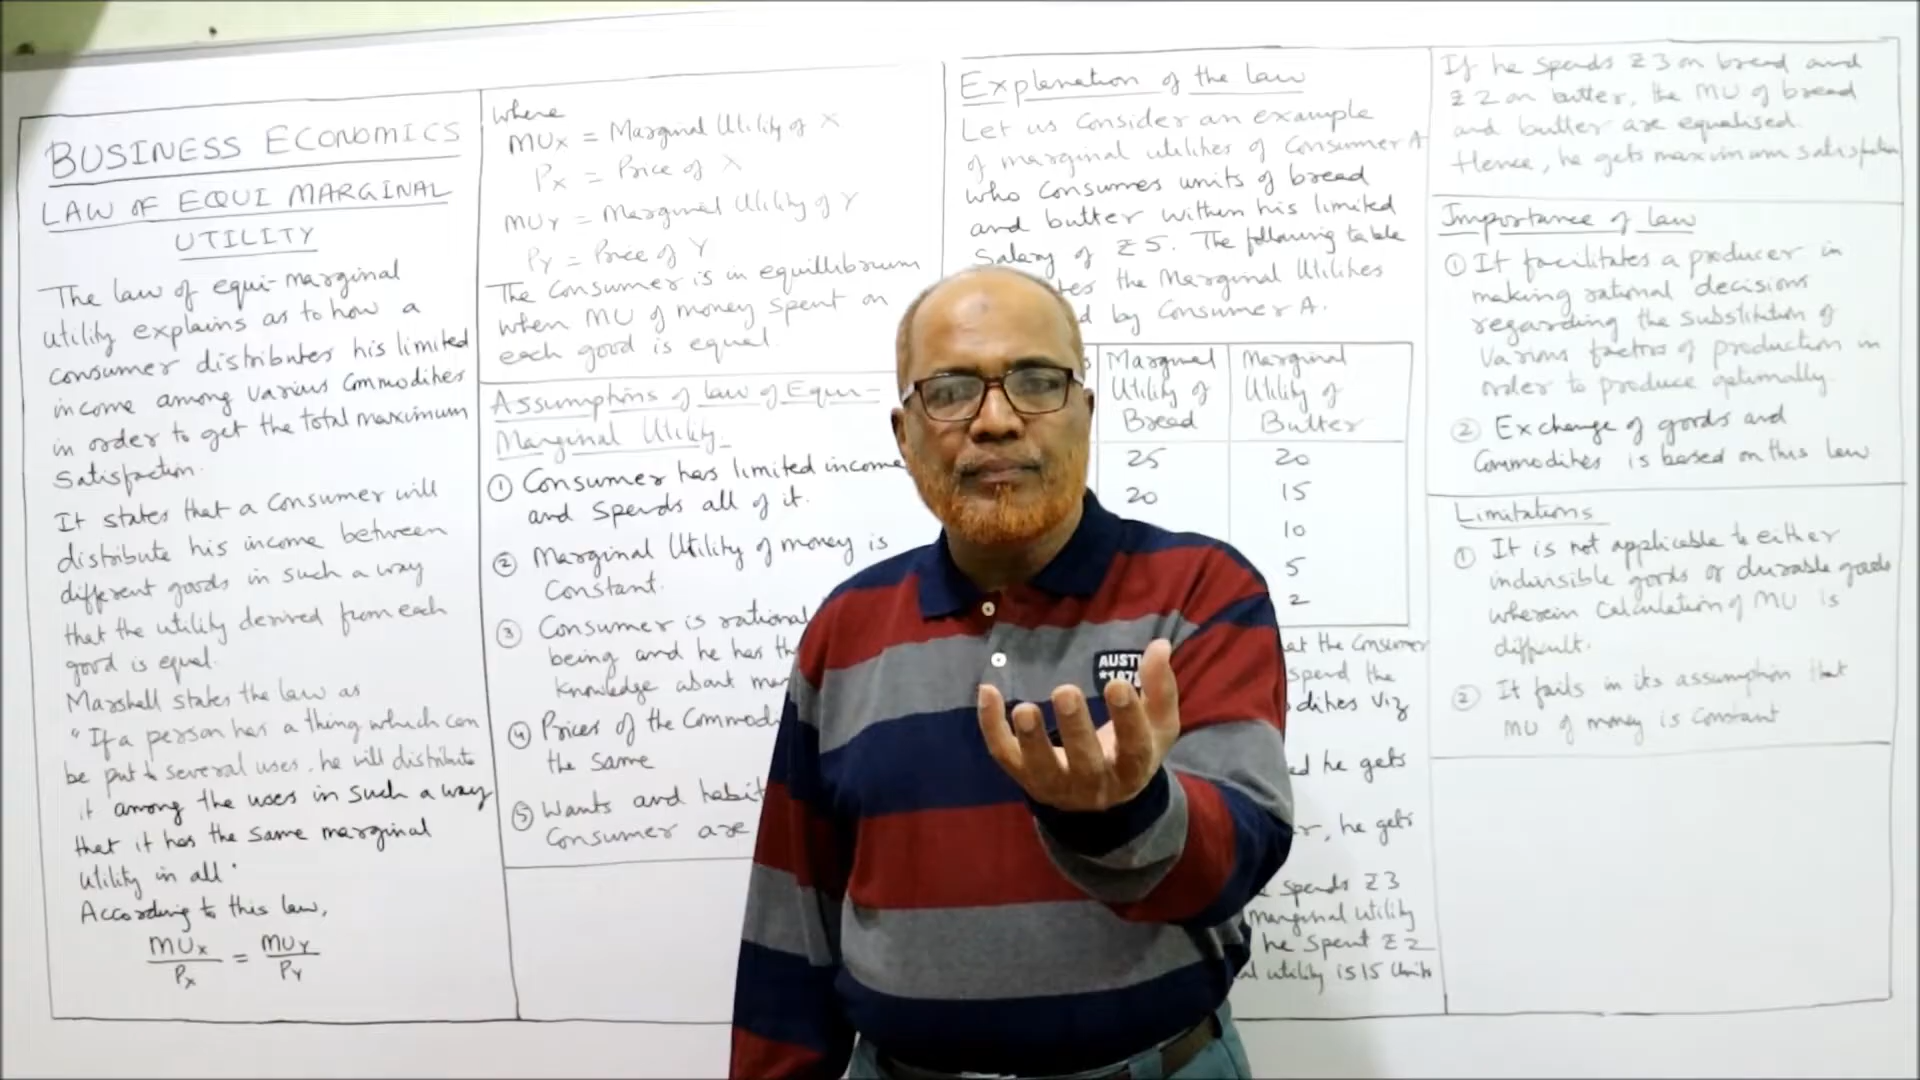 BUSINESS ECONOMICS
LAW OF EQUI MARGINAL
UTILITY
The law of equi-marginal
utility explains as to how a
consumer distributes his limited
income among various commodities
in order to get the total maximum
Satisfaction.
It states that a consumer will
distribute his income between
different goods in such a way
that the utility derived from each
good is equal.
Marshell states the law as
"If a person has a thing which can
be put to several uses, he will distribute
it among the uses in such a way
that it has the same marginal
utility in all"
According to this law,
MUx/Px = MUY/PY
where
MUx = Marginal Utility of X
Px = Price of X
MUY = Marginal Utility of Y
PY = Price of Y
The Consumer is in equillibrium
when MU of money spent on
each good is equal.
Assumptions of law of Equi-
Marginal Utility.
① Consumer has limited income
and spends all of it.
② Marginal Utility of money is
Constant.
③ Consumer is rational
being and he has
knowledge about
④ Prices of the
the same
⑤ Wants and
Consumer are
Explanation of the law
Let us Consider an example
of marginal utilities of Consumer A
who consumes units of bread
and butter within his limited
Salary of ₹5. The following table
the Marginal Utilities
by Consumer A.
Marginal Utility of Bread
Marginal Utility of Butter
25 20
20 15
10
5
2
at the Consumer
spend the
viz
he gets
he gets
spends ₹3
marginal utility
he spent ₹2
utility is 15 units
If he spends ₹3 on bread and
₹2 on butter, the MU of bread
and butter are equalised.
Hence, he gets maximum satisfaction
Importance of law
① It facilitates a producer in
making rational decisions
regarding the substitution of
various factors of production in
order to produce optimally.
② Exchange of goods and
Commodities is based on this law
Limitations
① It is not applicable to either
indivisible goods or durable goods
wherein calculation of MU is
difficult.
② It fails in its assumption that
MU of money is constant